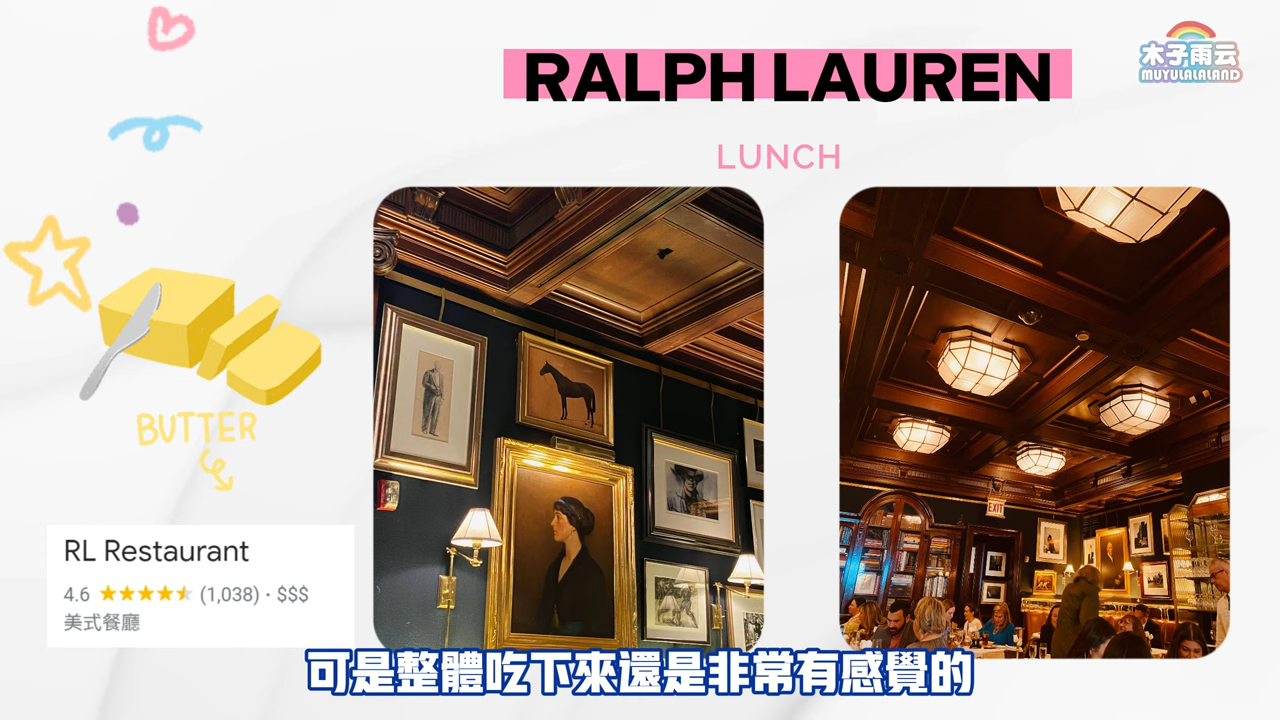 RALPH LAUREN
木子雨云
MUYULALALAND
LUNCH
BUTTER
EXIT
RL Restaurant
4.6 (1,038) · $$$
美式餐廳
可是整體吃下來還是非常有感覺的